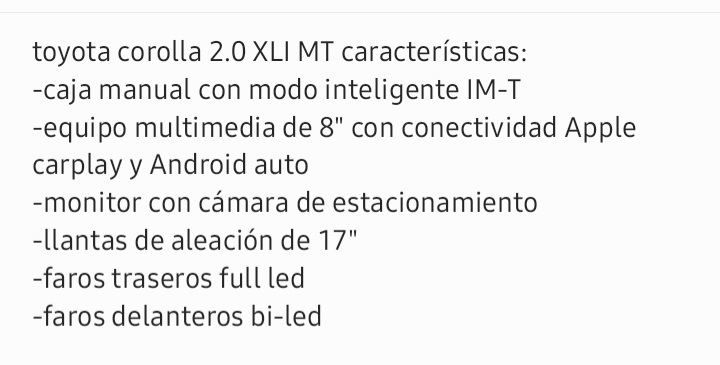 toyota corolla 2.0 XLI MT características:
-caja manual con modo inteligente IM-T
-equipo multimedia de 8" con conectividad Apple
carplay y Android auto
-monitor con cámara de estacionamiento
-llantas de aleación de 17"
-faros traseros full led
-faros delanteros bi-led